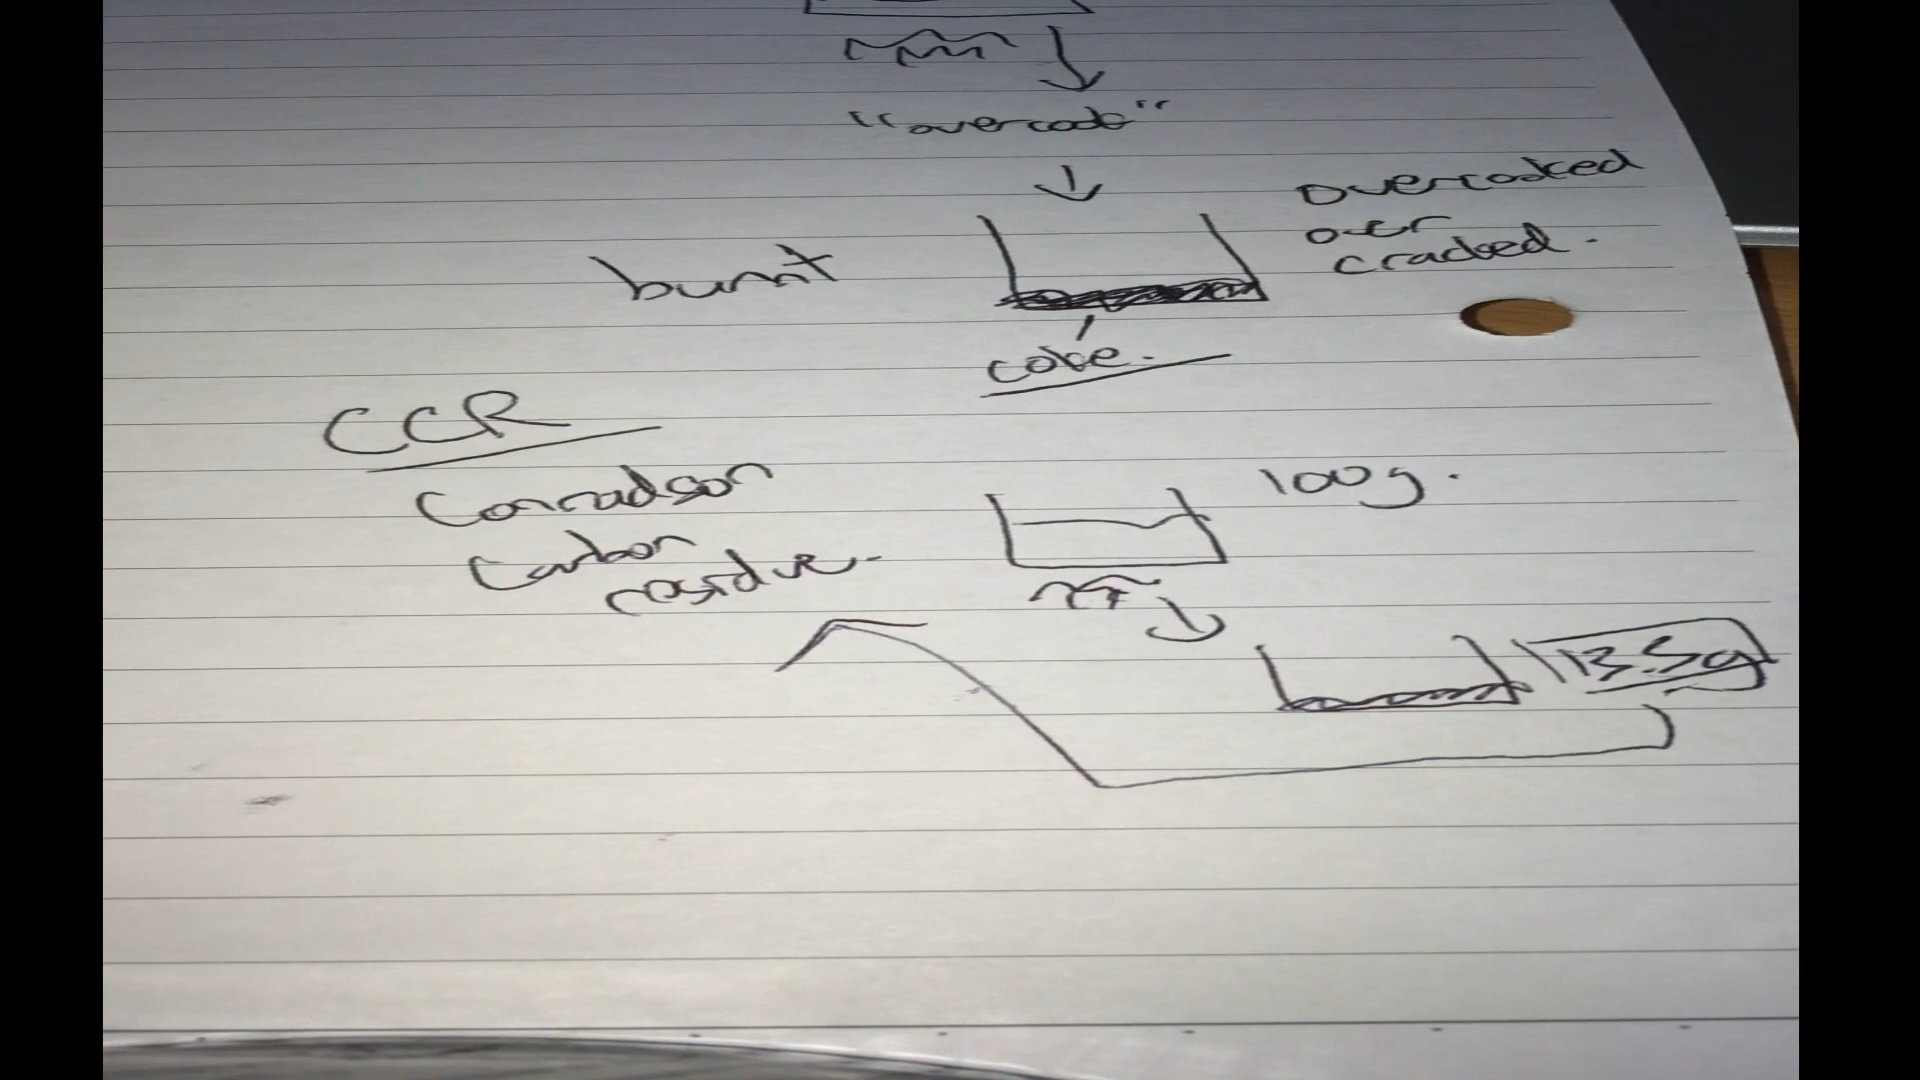 "overcook"
overcooked
over
cracked.
burnt
coke.
CCR
Conradson
Carbon
residue.
100g.
13.5g